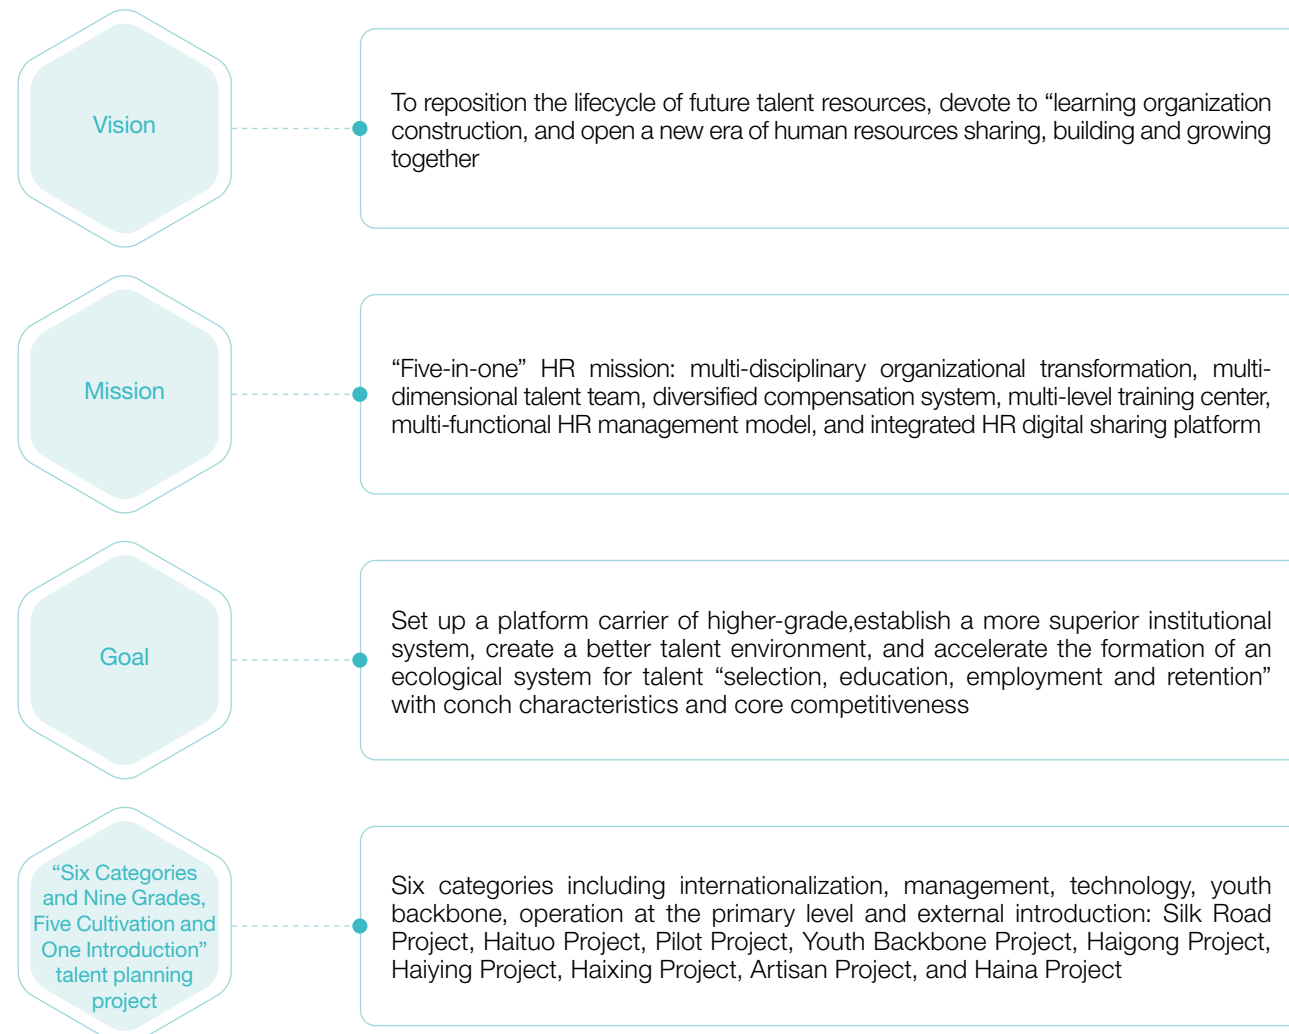 Vision
To reposition the lifecycle of future talent resources, devote to “learning organization
construction, and open a new era of human resources sharing, building and growing
together
Mission
“Five-in-one” HR mission: multi-disciplinary organizational transformation, multi-
dimensional talent team, diversified compensation system, multi-level training center,
multi-functional HR management model, and integrated HR digital sharing platform
Goal
Set up a platform carrier of higher-grade,establish a more superior institutional
system, create a better talent environment, and accelerate the formation of an
ecological system for talent “selection, education, employment and retention”
with conch characteristics and core competitiveness
“Six Categories
and Nine Grades,
Five Cultivation and
One Introduction”
talent planning
project
Six categories including internationalization, management, technology, youth
backbone, operation at the primary level and external introduction: Silk Road
Project, Haituo Project, Pilot Project, Youth Backbone Project, Haigong Project,
Haiying Project, Haixing Project, Artisan Project, and Haina Project